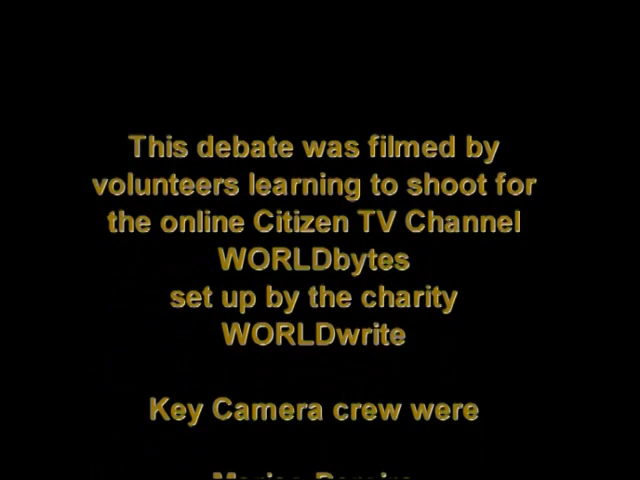 This debate was filmed by
volunteers learning to shoot for
the online Citizen TV Channel
WORLDbytes
set up by the charity
WORLDwrite
Key Camera crew were